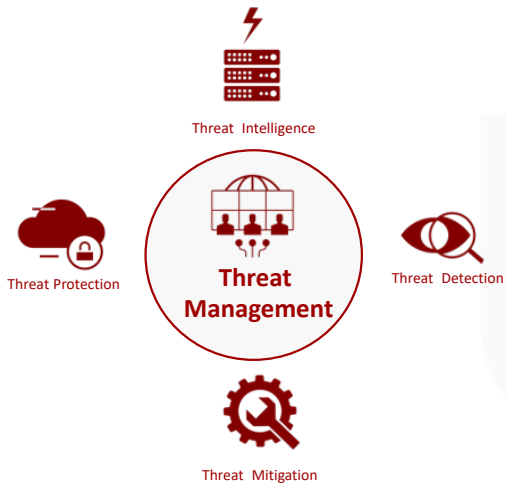 Threat Intelligence
Threat Protection
Threat
Management
Threat Detection
Threat Mitigation